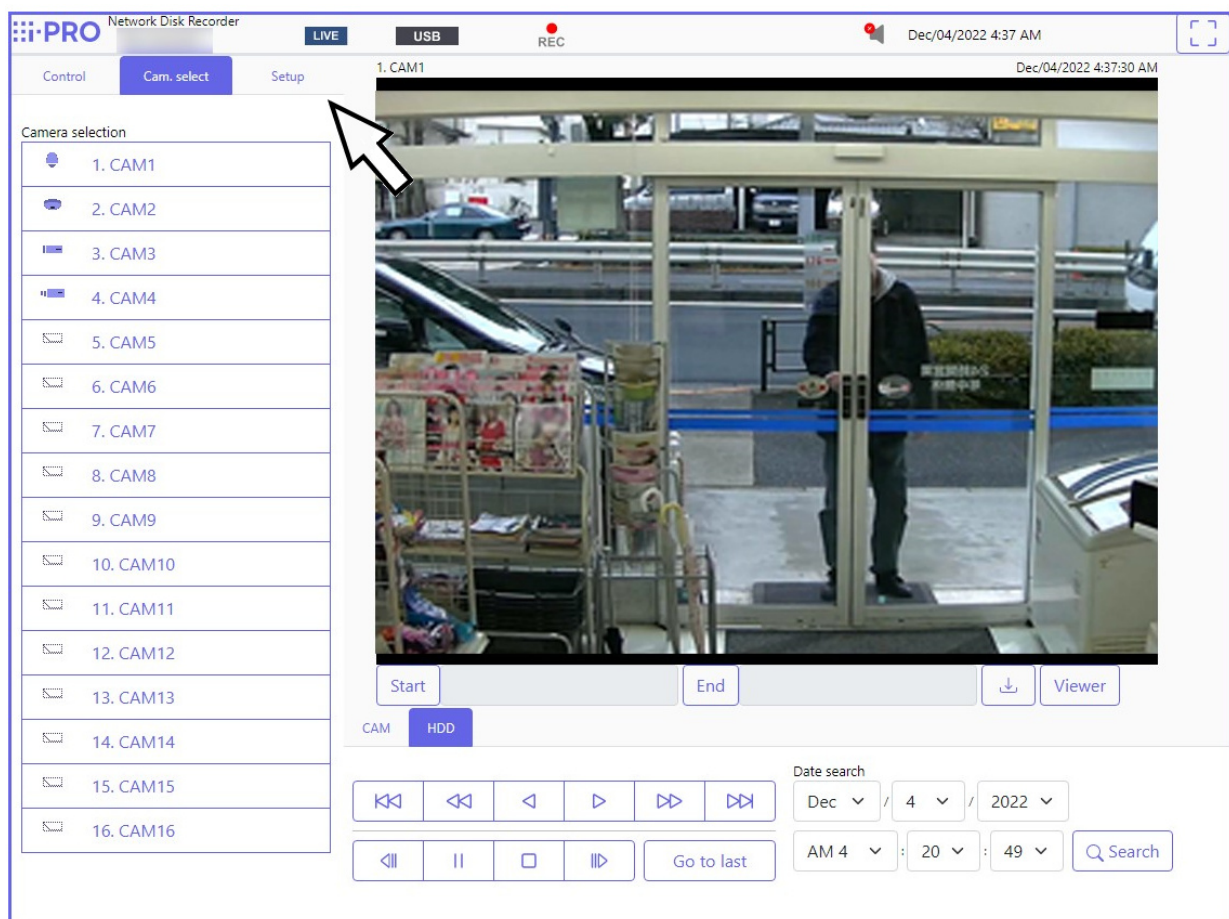 i-PRO
Network Disk Recorder
LIVE
USB
REC
Dec/04/2022 4:37 AM
Control
Cam. select
Setup
1. CAM1
Dec/04/2022 4:37:30 AM
Camera selection
1. CAM1
2. CAM2
3. CAM3
4. CAM4
5. CAM5
6. CAM6
7. CAM7
8. CAM8
9. CAM9
10. CAM10
11. CAM11
12. CAM12
13. CAM13
14. CAM14
15. CAM15
16. CAM16
Start
End
Viewer
CAM
HDD
Date search
Dec / 4 / 2022
AM 4 : 20 : 49
Search
Go to last